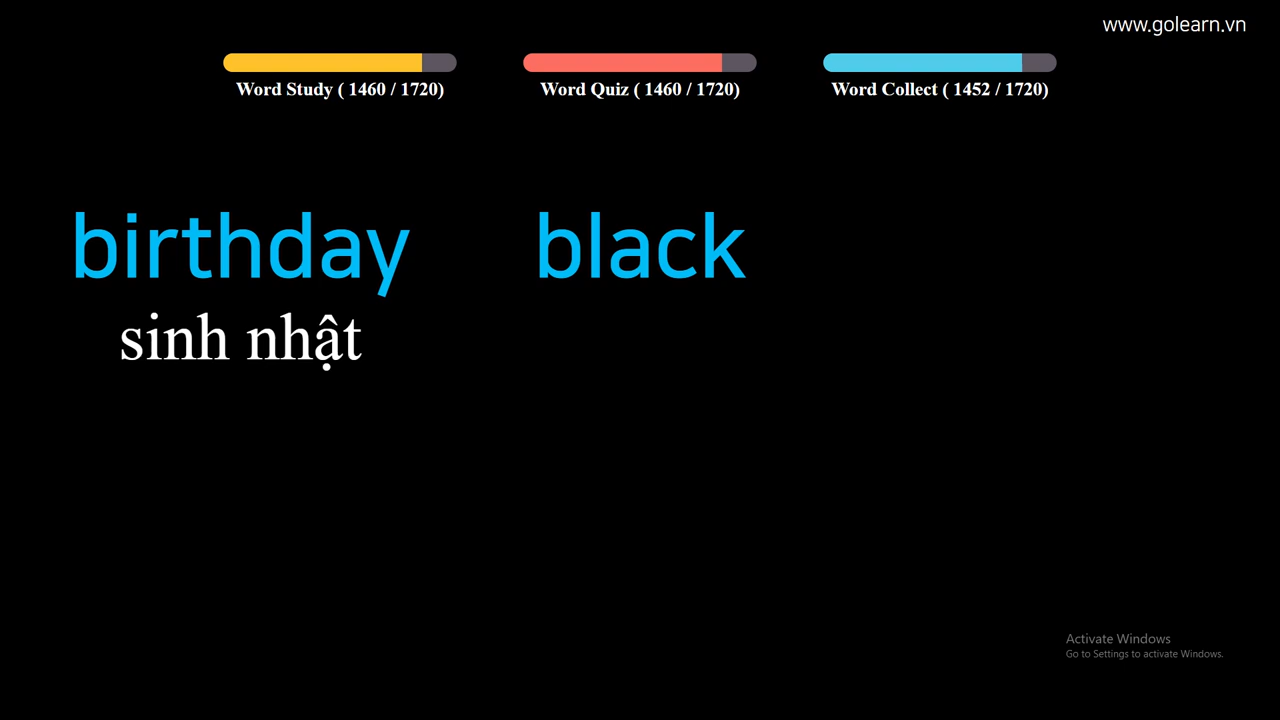 www.golearn.vn
Word Study ( 1460 / 1720)
Word Quiz ( 1460 / 1720)
Word Collect ( 1452 / 1720)
birthday
sinh nhật
black
Activate Windows
Go to Settings to activate Windows.